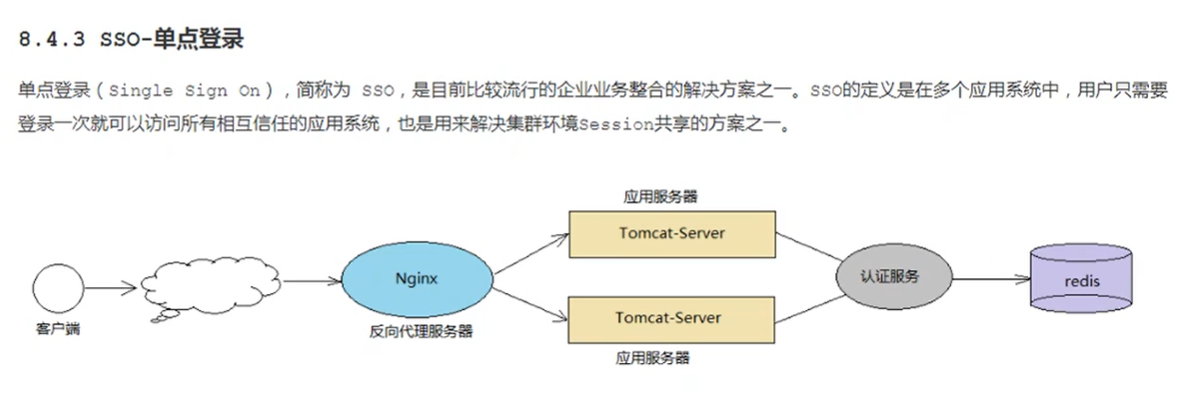 8.4.3 SSO-单点登录
单点登录（Single Sign On），简称为 SSO，是目前比较流行的企业业务整合的解决方案之一。SSO的定义是在多个应用系统中，用户只需要
登录一次就可以访问所有相互信任的应用系统，也是用来解决集群环境Session共享的方案之一。
应用服务器
Tomcat-Server
Nginx
认证服务
redis
客户端
反向代理服务器
Tomcat-Server
应用服务器